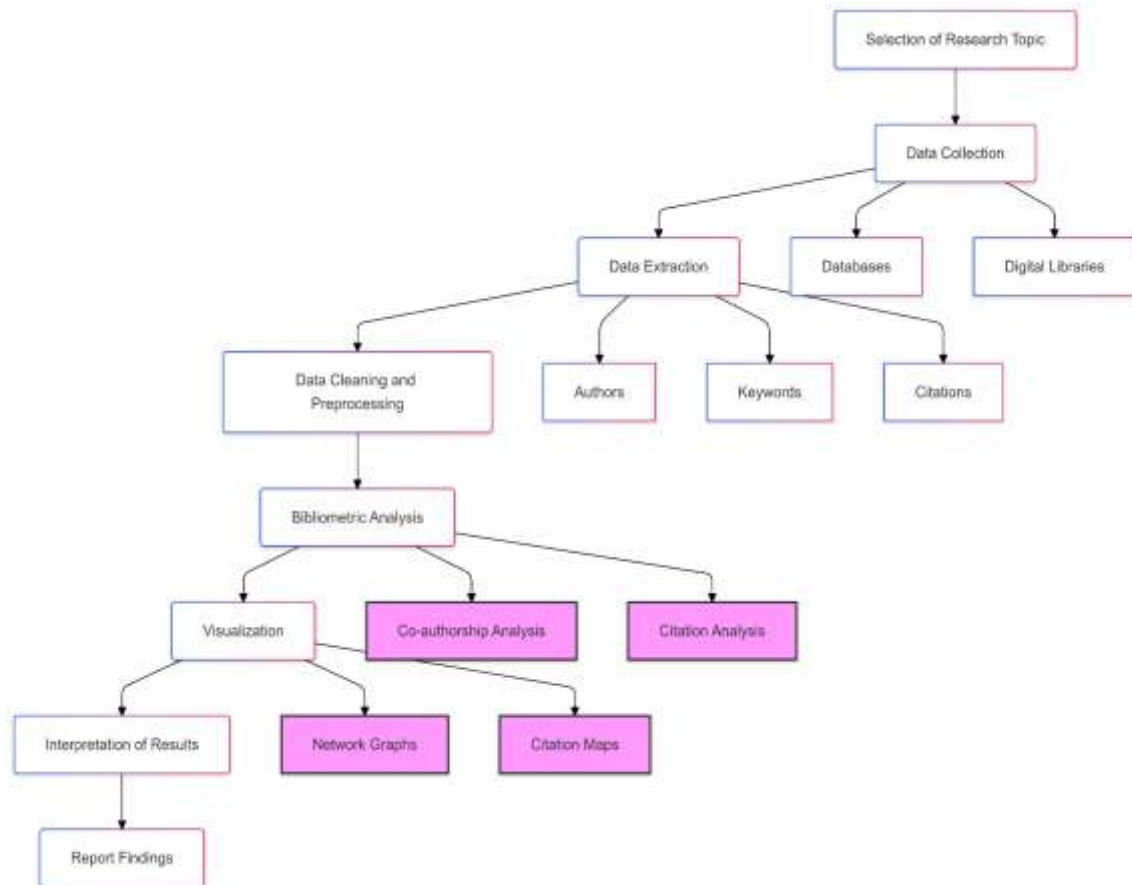 Selection of Research Topic
Data Collection
Data Extraction
Databases
Digital Libraries
Data Cleaning and
Preprocessing
Authors
Keywords
Citations
Bibliometric Analysis
Visualization
Co-authorship Analysis
Citation Analysis
Interpretation of Results
Network Graphs
Citation Maps
Report Findings